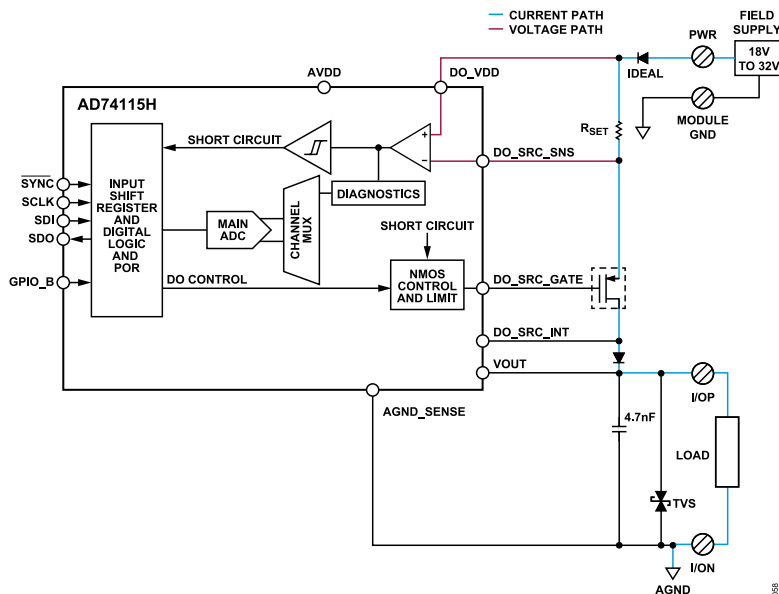 CURRENT PATH
VOLTAGE PATH
FIELD
SUPPLY
PWR
18V
TO 32V
IDEAL
MODULE
GND
AVDD
DO_VDD
AD74115H
RSET
SHORT CIRCUIT
+
–
DO_SRC_SNS
SYNC
SCLK
SDI
SDO
GPIO_B
INPUT
SHIFT
REGISTER
AND
DIGITAL
LOGIC
AND
POR
DIAGNOSTICS
MAIN
ADC
CHANNEL
MUX
SHORT CIRCUIT
DO CONTROL
NMOS
CONTROL
AND LIMIT
DO_SRC_GATE
DO_SRC_INT
VOUT
AGND_SENSE
I/OP
4.7nF
LOAD
TVS
I/ON
AGND
058